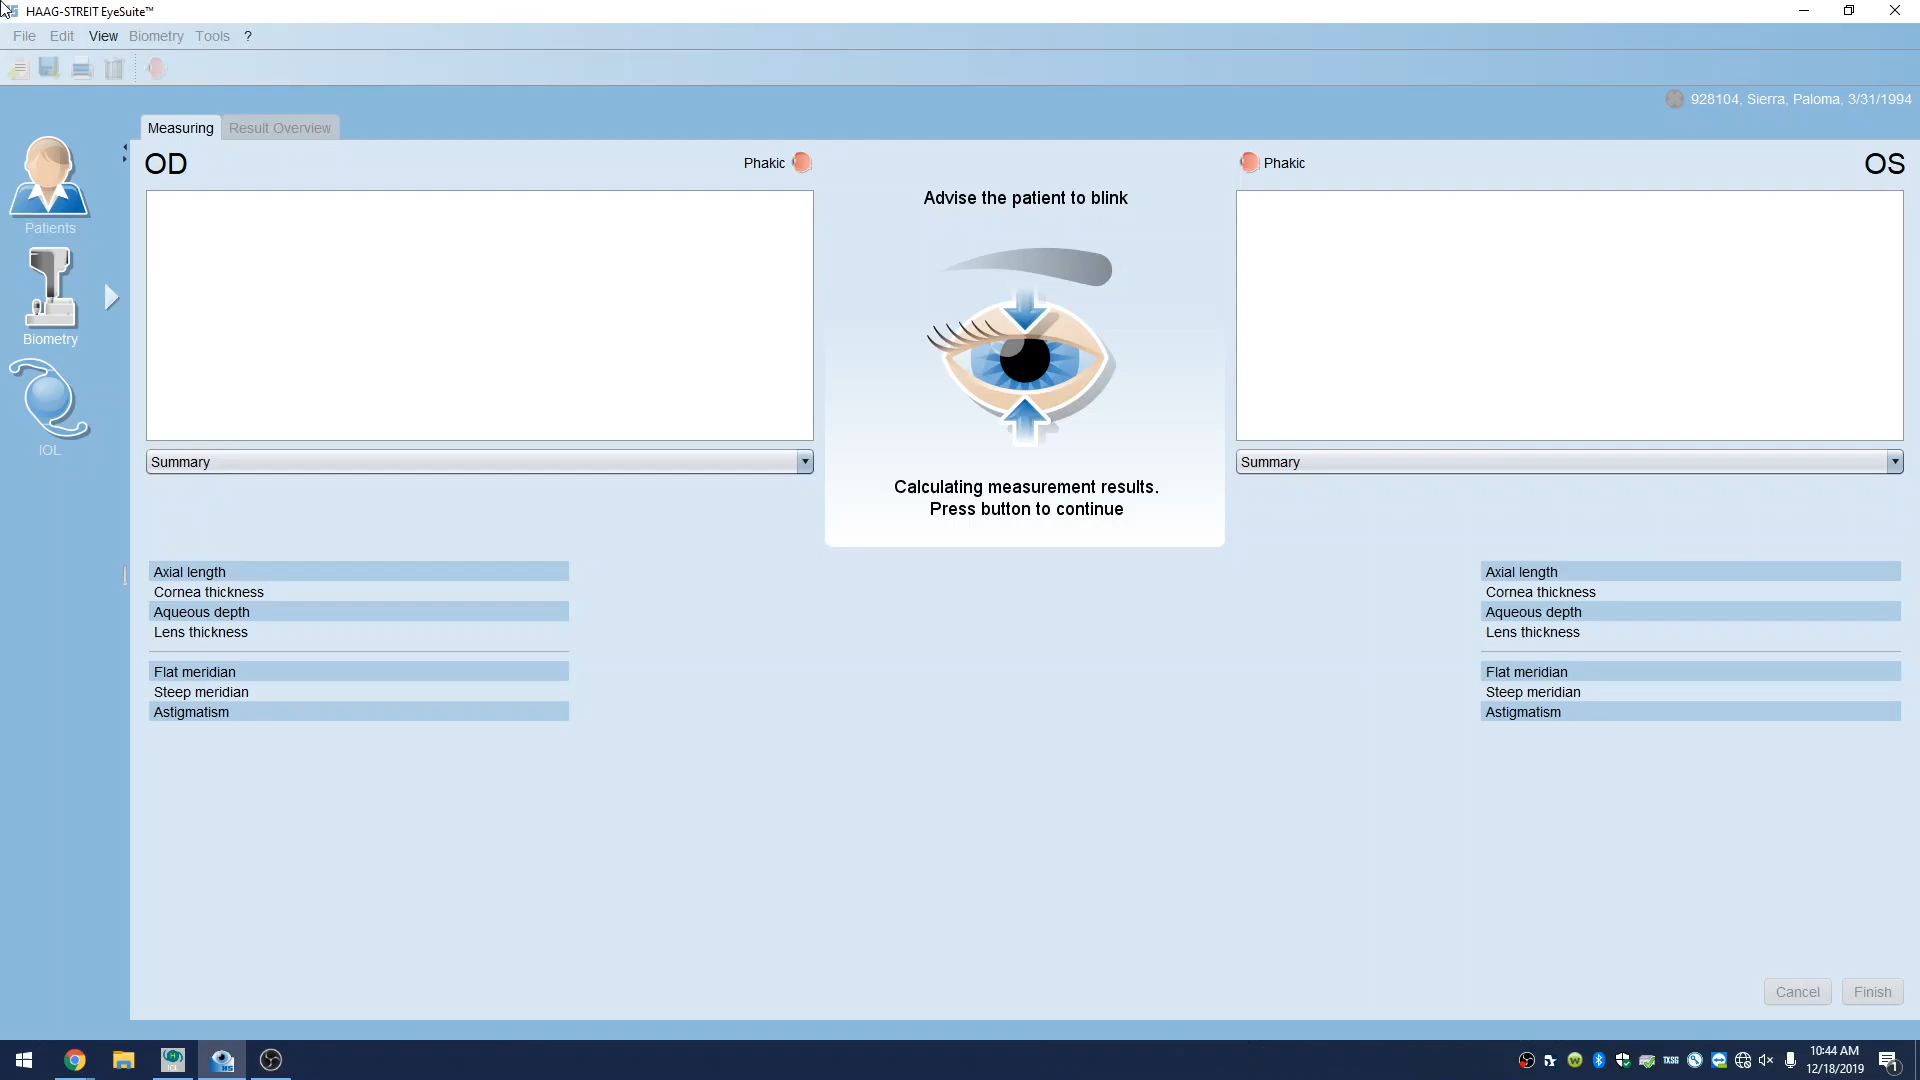 HAAG-STREIT EyeSuite™
File Edit View Biometry Tools ?
928104, Sierra, Paloma, 3/31/1994
Measuring Result Overview
OD Phakic
Phakic OS
Advise the patient to blink
Patients
Biometry
IOL
Summary
Summary
Calculating measurement results.
Press button to continue
Axial length
Cornea thickness
Aqueous depth
Lens thickness
Flat meridian
Steep meridian
Astigmatism
Axial length
Cornea thickness
Aqueous depth
Lens thickness
Flat meridian
Steep meridian
Astigmatism
Cancel Finish
10:44 AM
12/18/2019
1